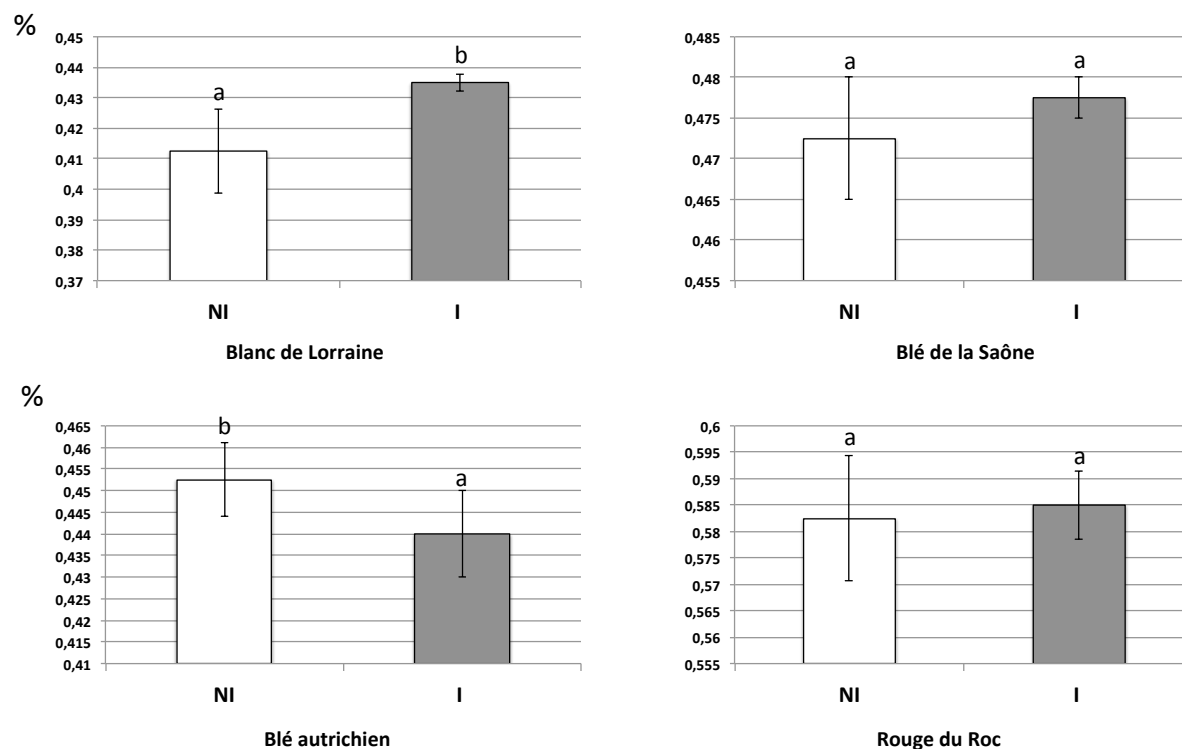 %
0,45
0,44
0,43
0,42
0,41
0,4
0,39
0,38
0,37
a
b
NI
I
Blanc de Lorraine
0,485
0,48
0,475
0,47
0,465
0,46
0,455
a
a
NI
I
Blé de la Saône
%
0,465
0,46
0,455
0,45
0,445
0,44
0,435
0,43
0,425
0,42
0,415
0,41
b
a
NI
I
Blé autrichien
0,6
0,595
0,59
0,585
0,58
0,575
0,57
0,565
0,56
0,555
a
a
NI
I
Rouge du Roc